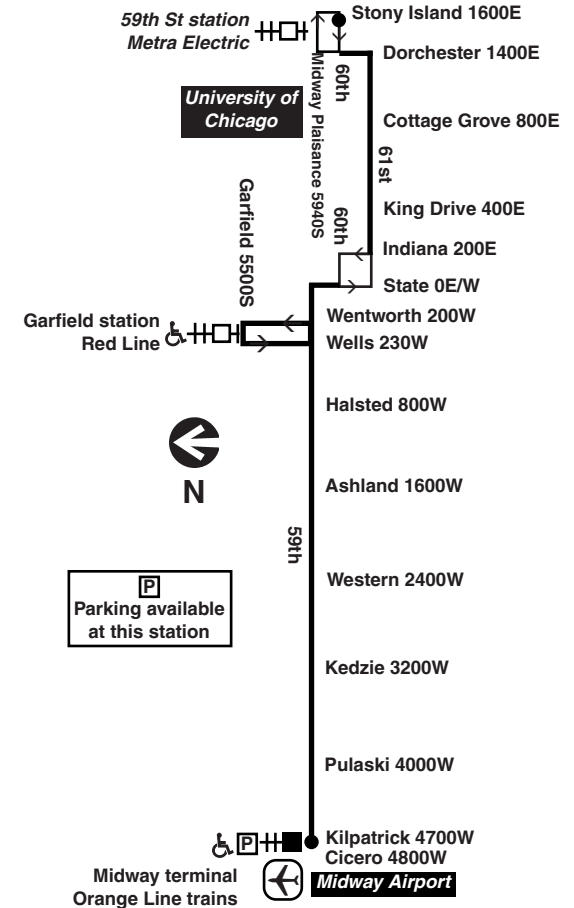 59th St station
Metra Electric
Stony Island 1600E
Dorchester 1400E
60th
Midway Plaisance 5940S
University of
Chicago
Cottage Grove 800E
61st
Garfield 5500S
60th
King Drive 400E
Indiana 200E
State 0E/W
Garfield station
Red Line
Wentworth 200W
Wells 230W
Halsted 800W
N
Ashland 1600W
59th
Western 2400W
P
Parking available
at this station
Kedzie 3200W
Pulaski 4000W
P
Kilpatrick 4700W
Cicero 4800W
Midway terminal
Orange Line trains
Midway Airport